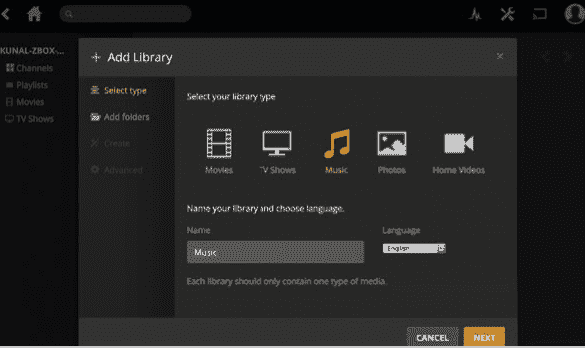 KUNAL-ZBOX-...
Channels
Playlists
Movies
TV Shows
Add Library
Select type
Add folders
Create
Advanced
Select your library type
Movies
TV Shows
Music
Photos
Home Videos
Name your library and choose language.
Name
Language
Music
English
Each library should only contain one type of media.
CANCEL
NEXT